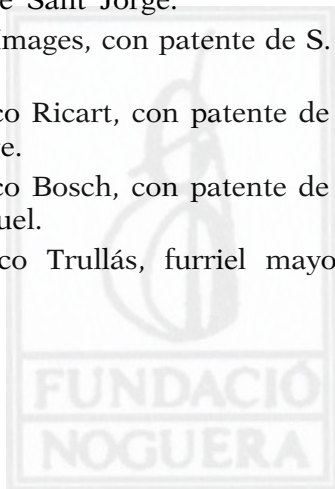 e Sant Jorge.
Images, con patente de S.
co Ricart, con patente de
e.
co Bosch, con patente de
uel.
co Trullás, furriel mayo
FUNDACIÓ
NOGUERA